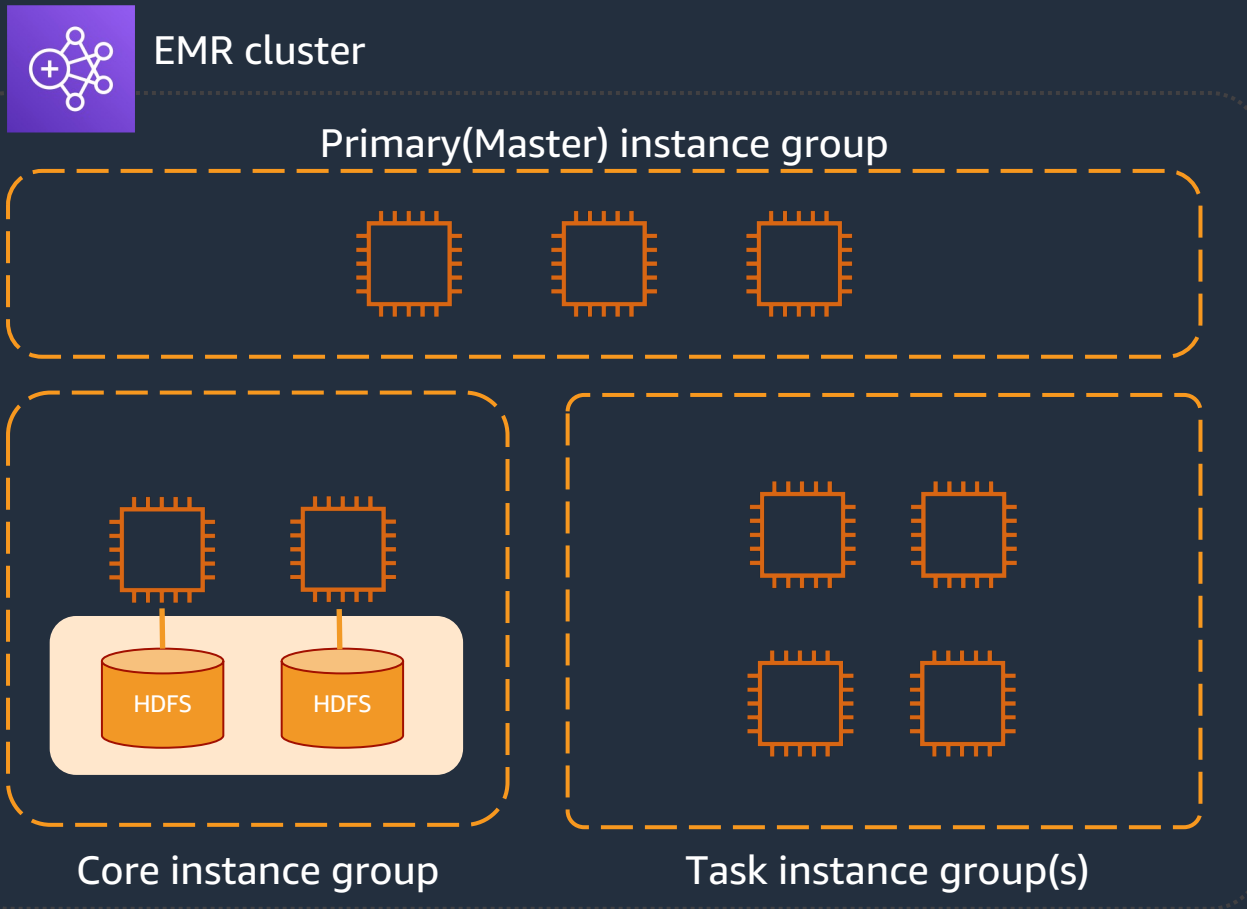 EMR cluster
Primary(Master) instance group
HDFS
HDFS
Core instance group
Task instance group(s)